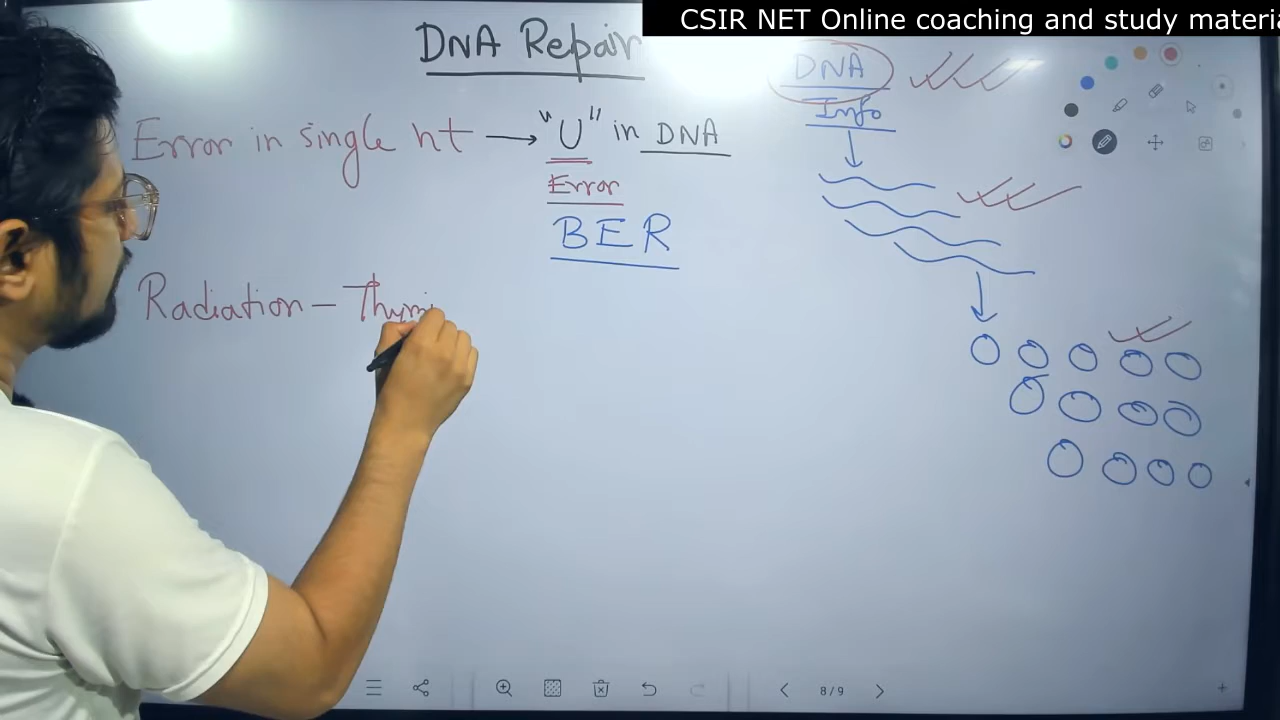 CSIR NET Online coaching and study materia
DNA Repair
Error in single nt → "U" in DNA
Error
BER
Radiation - Thymi
DNA
Info
8/9